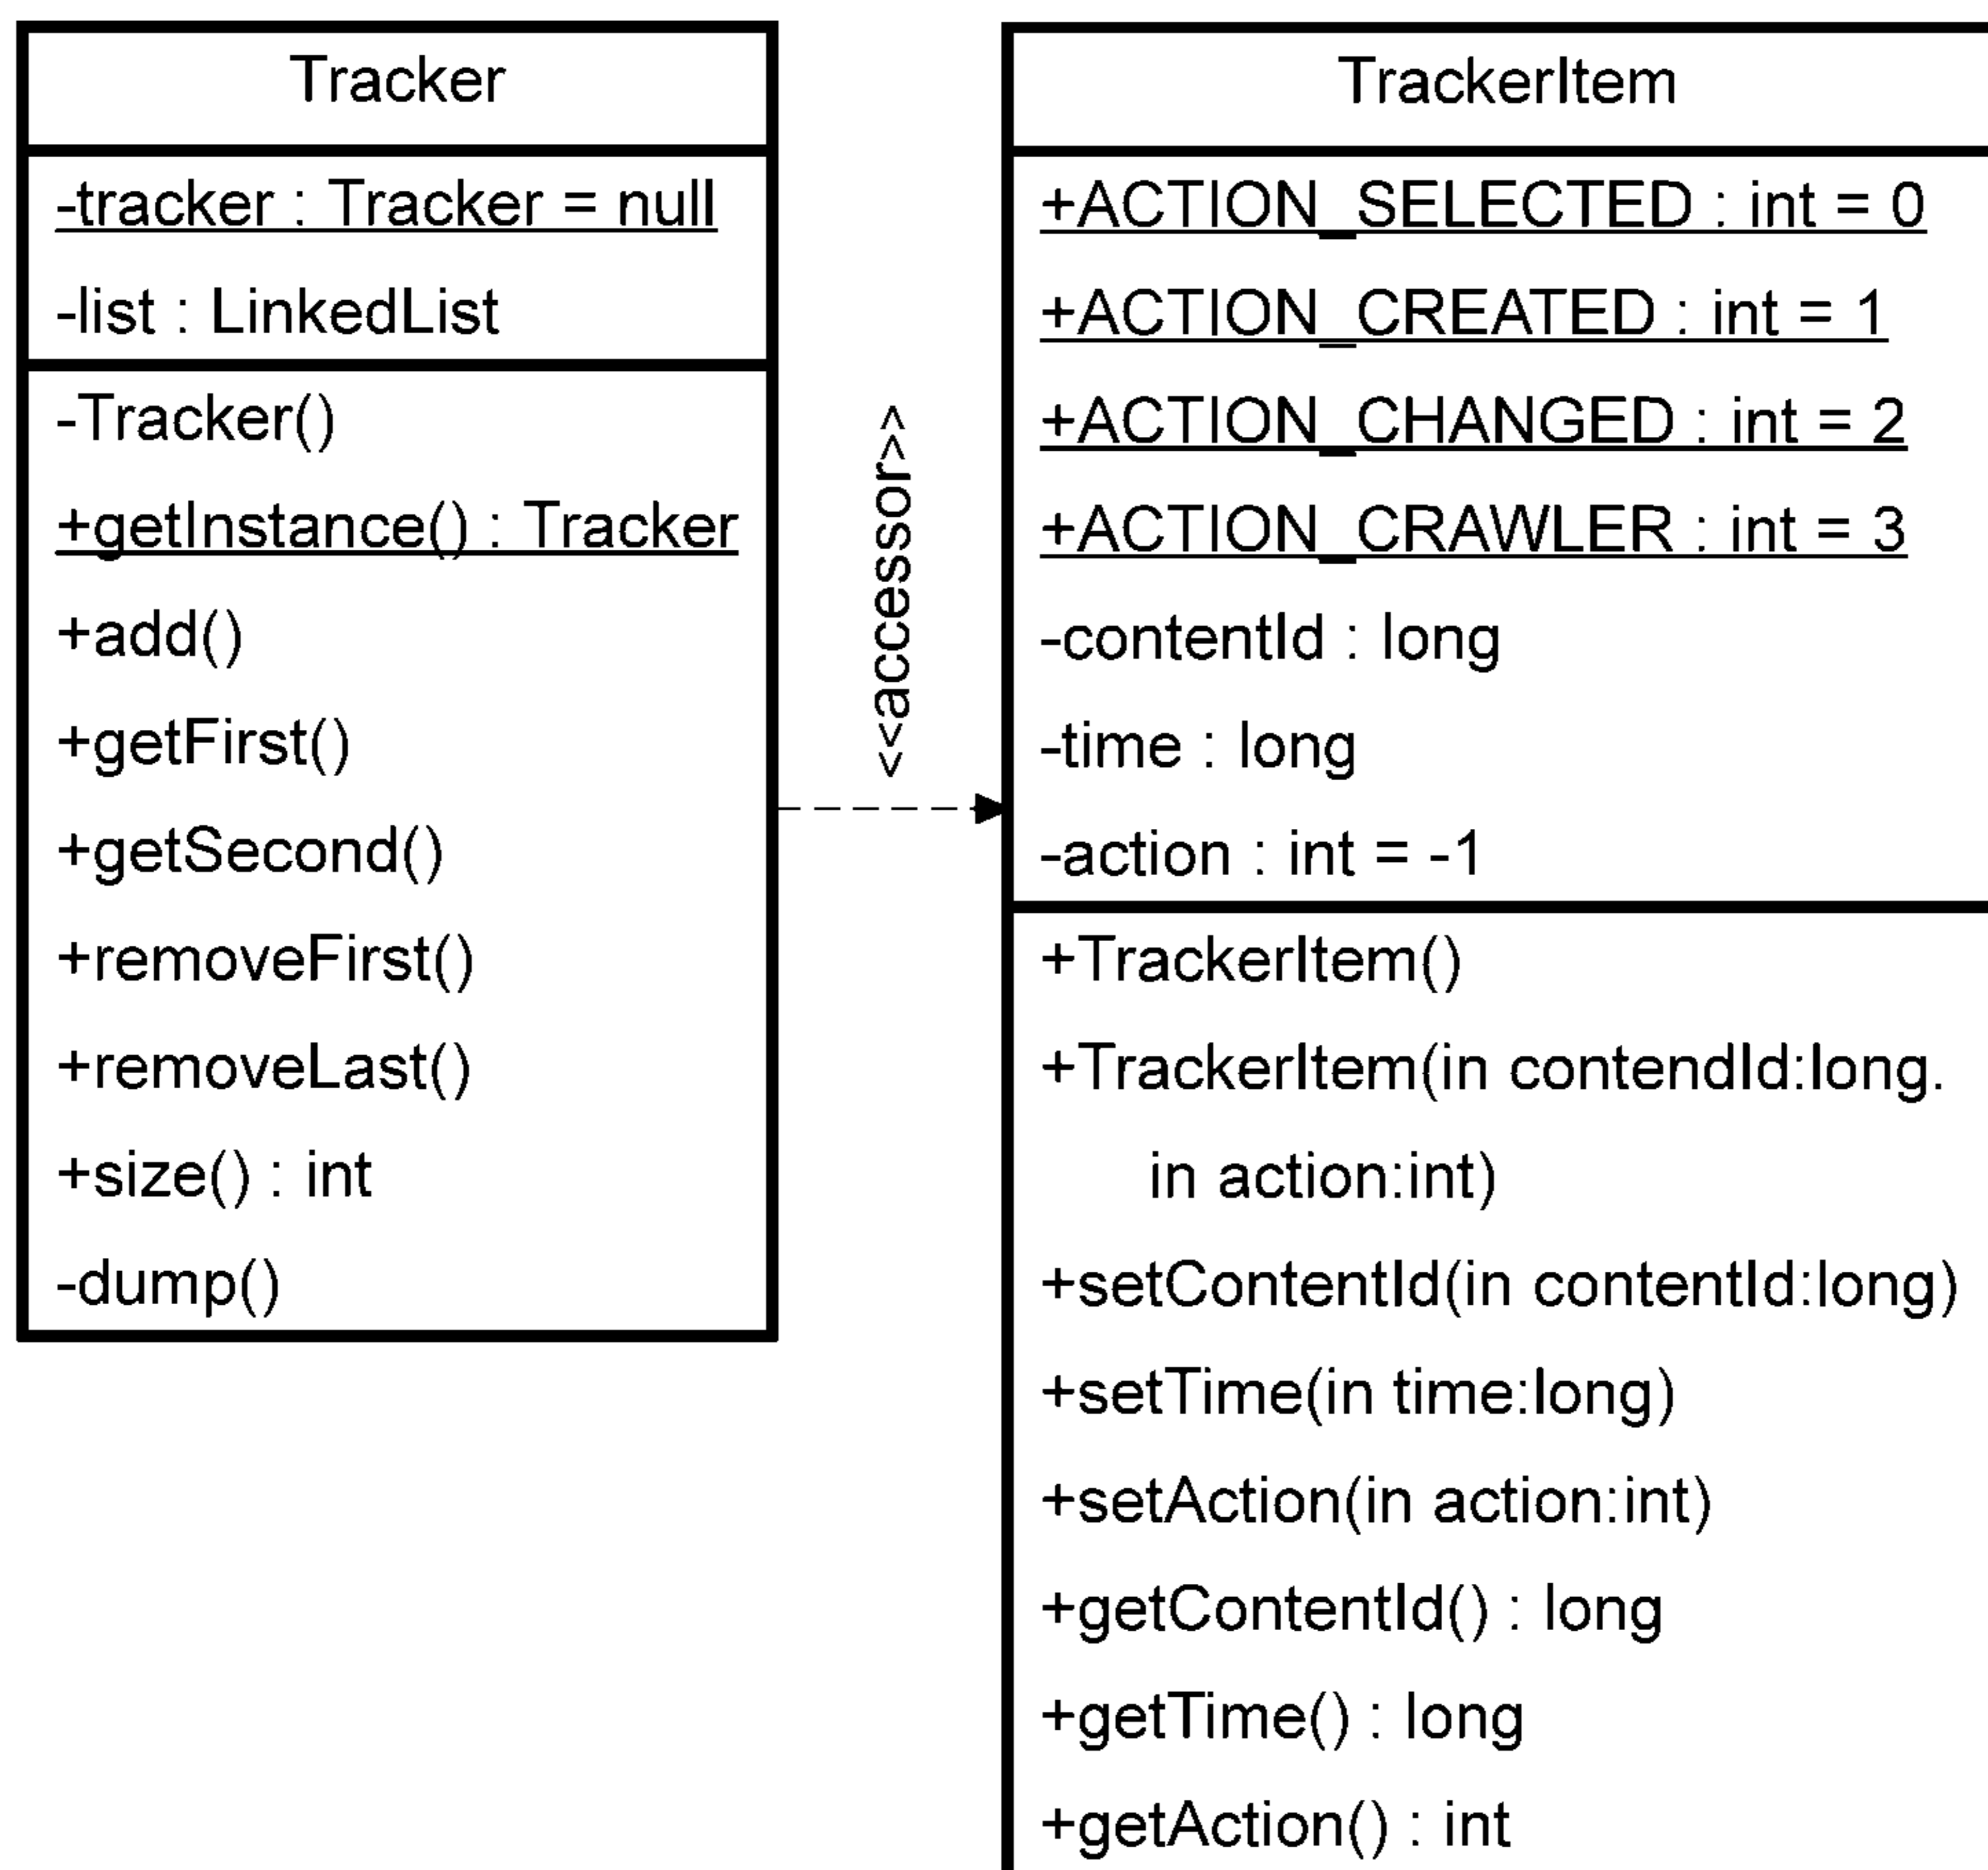 Tracker
-tracker : Tracker = null
-list : LinkedList
-Tracker()
+getInstance() : Tracker
+add()
+getFirst()
+getSecond()
+removeFirst()
+removeLast()
+size() : int
-dump()
<<accessor>>
TrackerItem
+ACTION_SELECTED : int = 0
+ACTION_CREATED : int = 1
+ACTION_CHANGED : int = 2
+ACTION_CRAWLER : int = 3
-contentId : long
-time : long
-action : int = -1
+TrackerItem()
+TrackerItem(in contendId:long.
in action:int)
+setContentId(in contentId:long)
+setTime(in time:long)
+setAction(in action:int)
+getContentId() : long
+getTime() : long
+getAction() : int